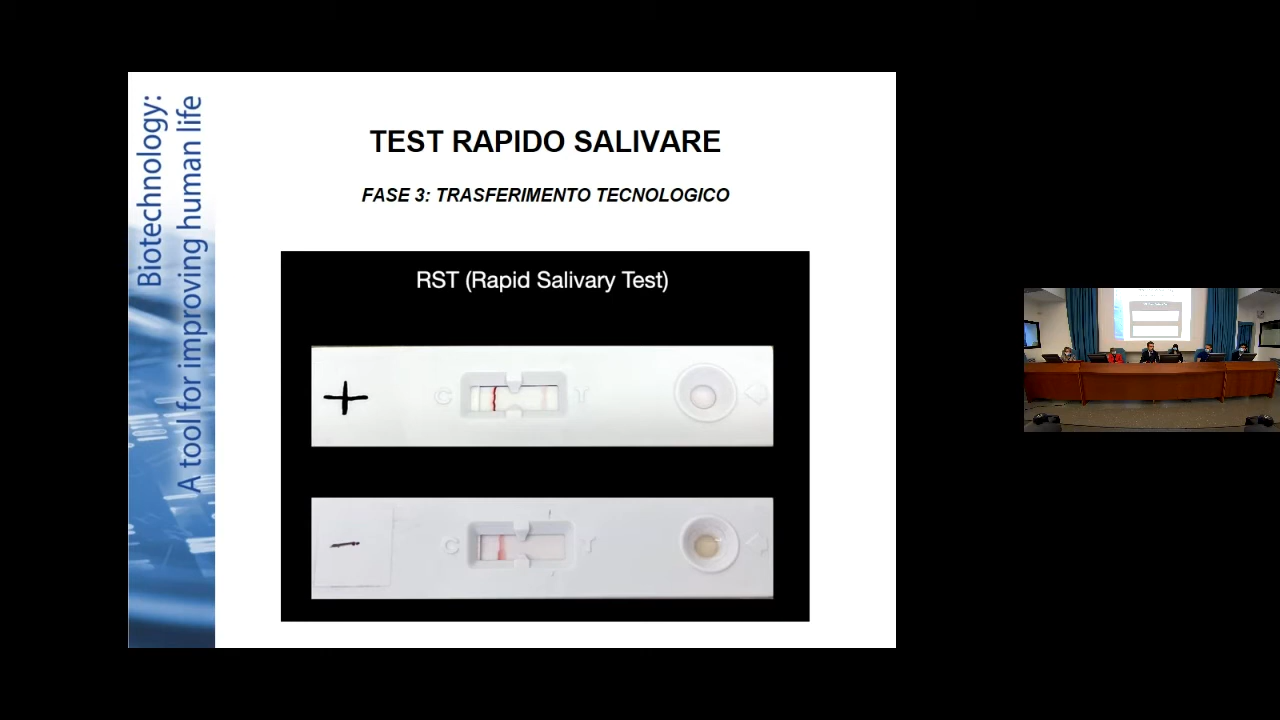 Biotechnology:
A tool for improving human life
TEST RAPIDO SALIVARE
FASE 3: TRASFERIMENTO TECNOLOGICO
RST (Rapid Salivary Test)
+
C T
-
C T